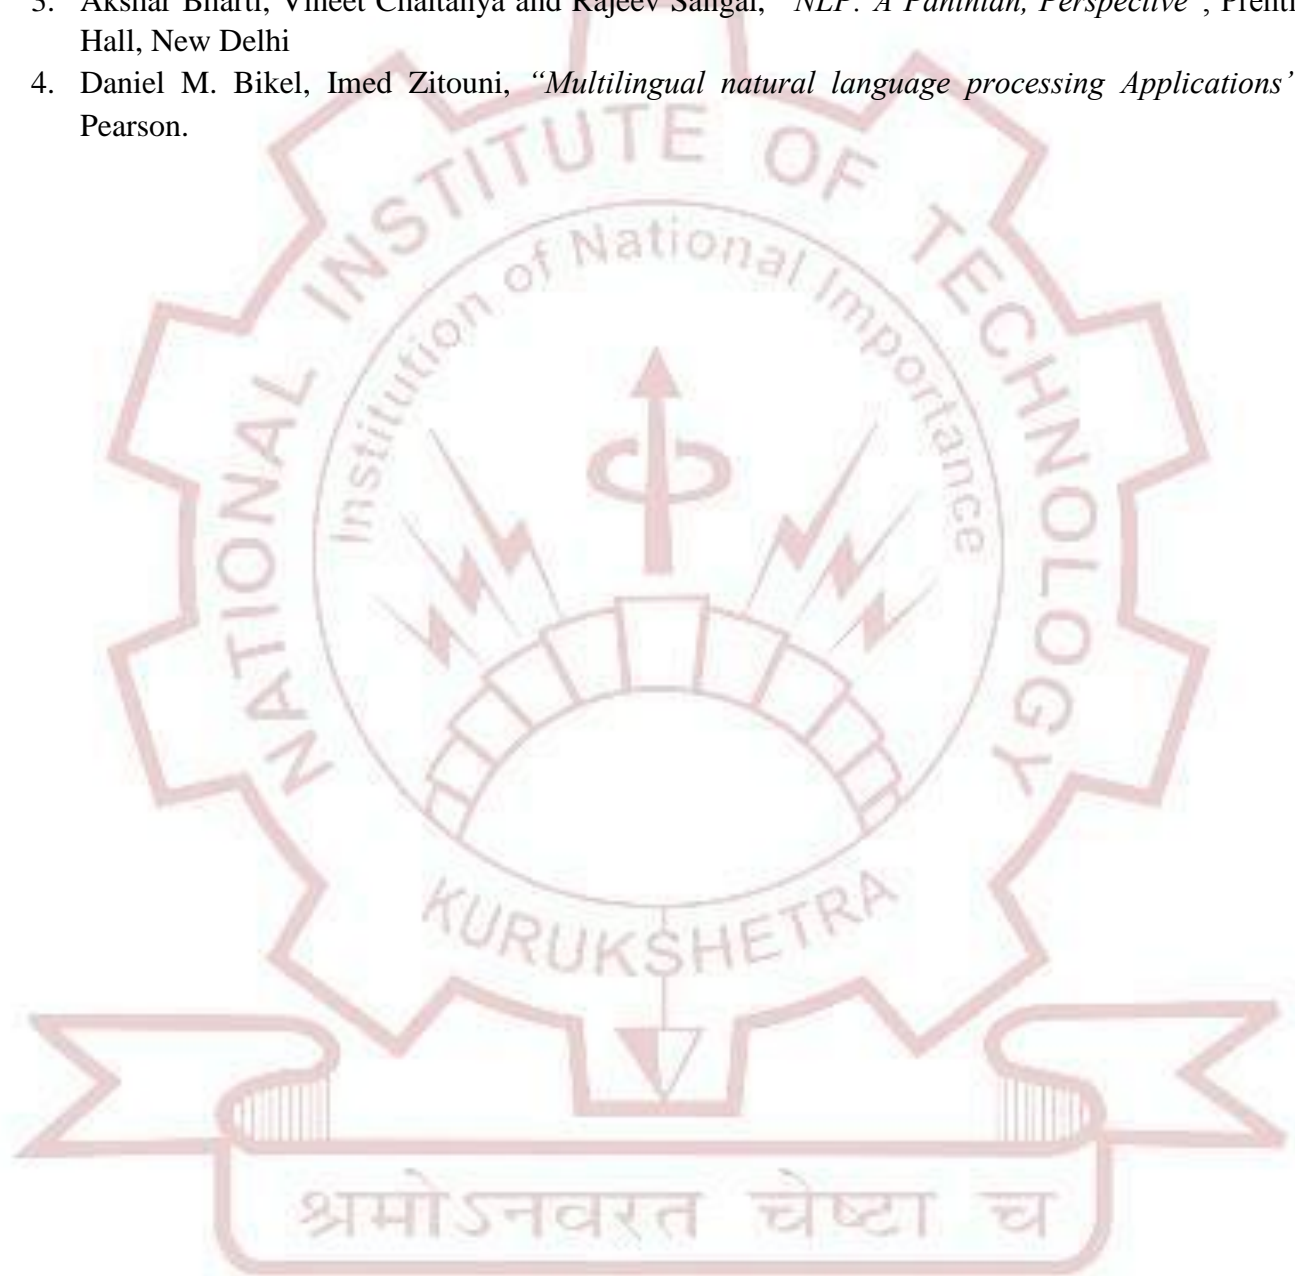 3. Akshar Bharti, Vineet Chaitanya and Rajeev Sangal, "NLP: A Paninian, Perspective", Prenti
Hall, New Delhi
4. Daniel M. Bikel, Imed Zitouni, “Multilingual natural language processing Applications’
Pearson.
NATIONAL INSTITUTE OF TECHNOLOGY
Institution of National Importance
KURUKSHETRA
श्रमोऽनवरत चेष्टा च